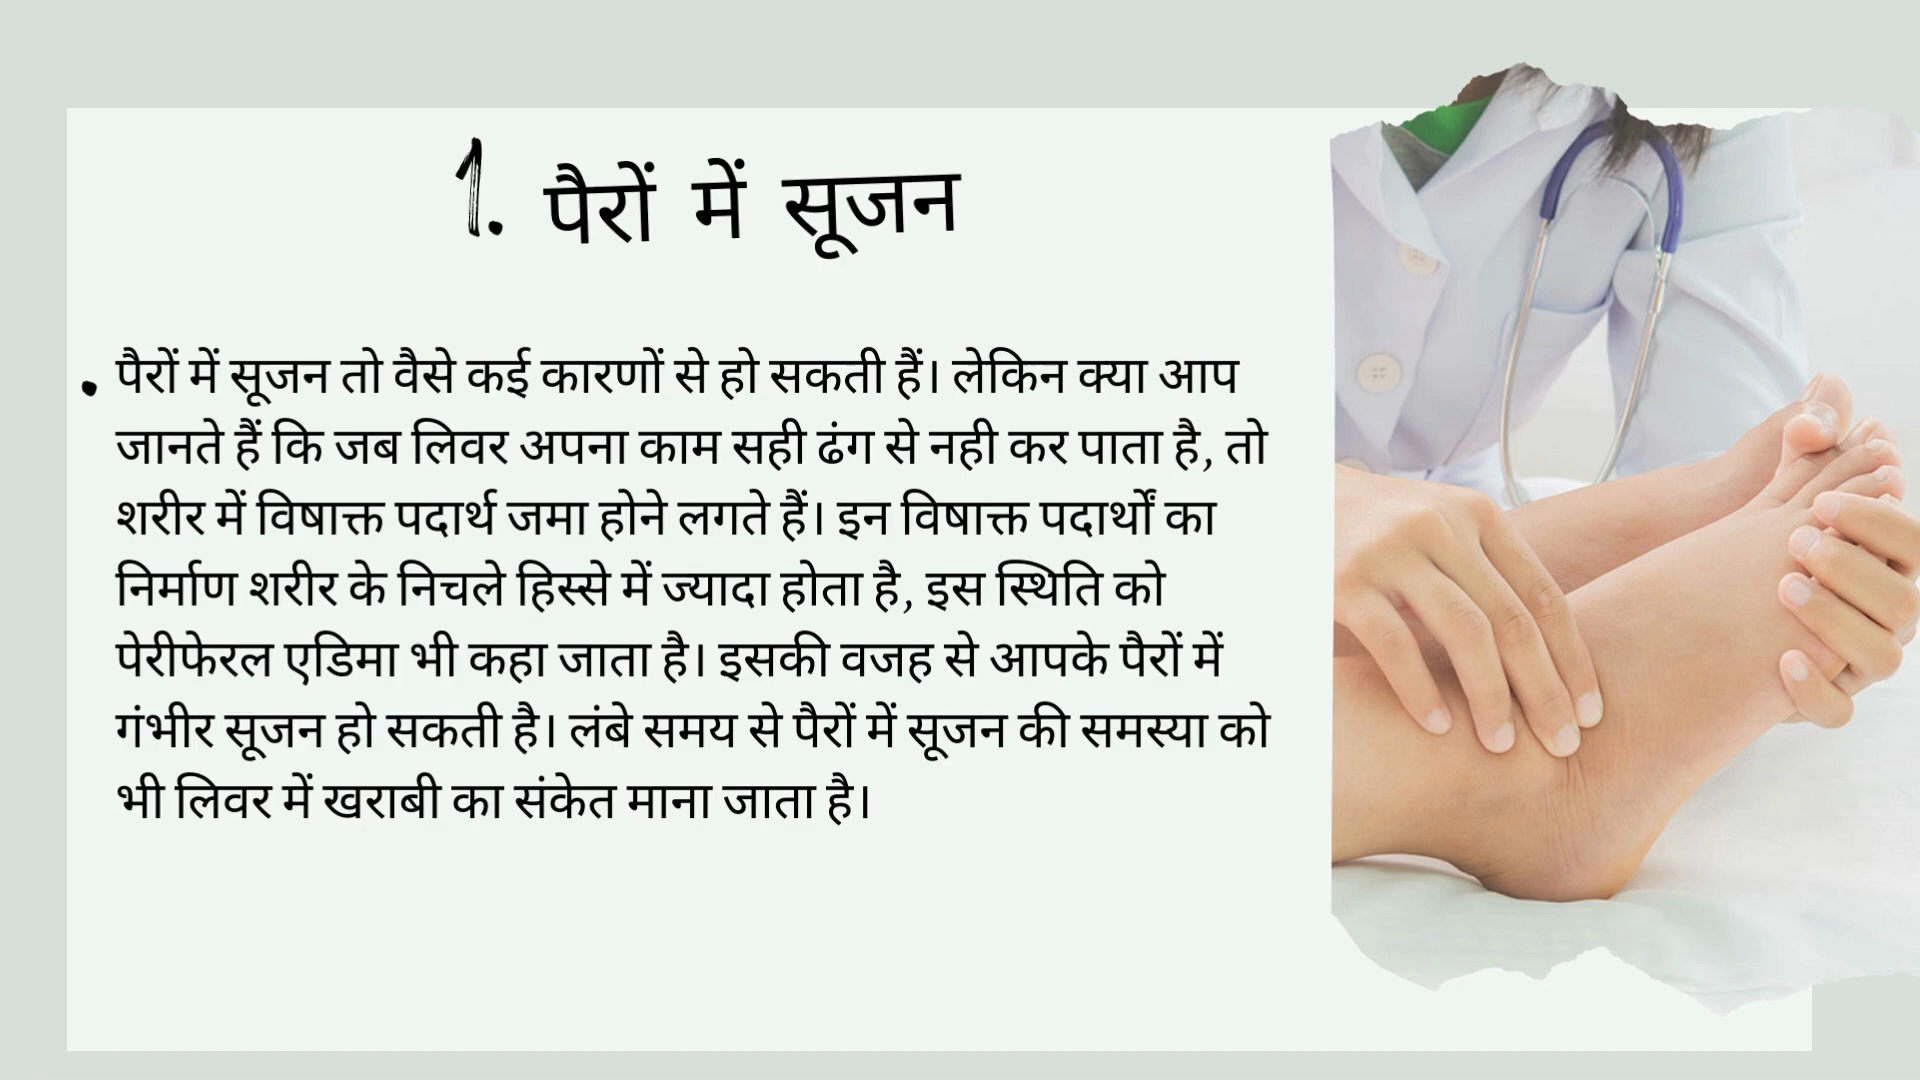 1. पैरों में सूजन
• पैरों में सूजन तो वैसे कई कारणों से हो सकती हैं। लेकिन क्या आप
जानते हैं कि जब लिवर अपना काम सही ढंग से नही कर पाता है, तो
शरीर में विषाक्त पदार्थ जमा होने लगते हैं। इन विषाक्त पदार्थों का
निर्माण शरीर के निचले हिस्से में ज्यादा होता है, इस स्थिति को
पेरीफेरल एडिमा भी कहा जाता है। इसकी वजह से आपके पैरों में
गंभीर सूजन हो सकती है। लंबे समय से पैरों में सूजन की समस्या को
भी लिवर में खराबी का संकेत माना जाता है।